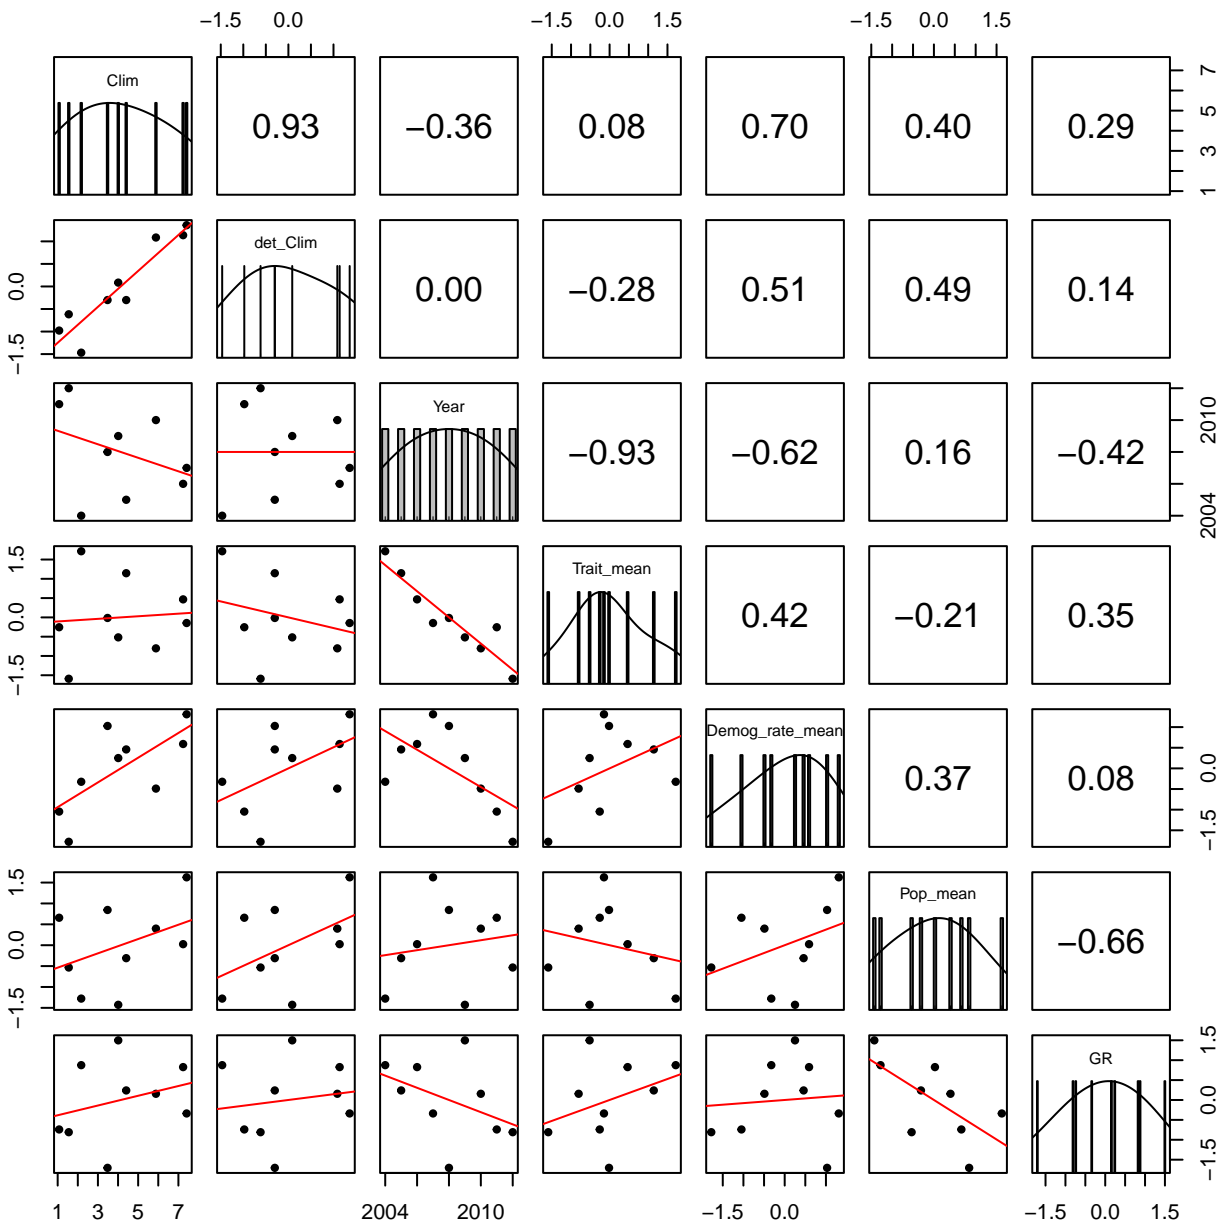 −1.5 0.0 −1.5 0.0 1.5 −1.5 0.0 1.5
Clim 0.93 −0.36 0.08 0.70 0.40 0.29 1 3 5 7
−1.5 0.0 det_Clim 0.00 −0.28 0.51 0.49 0.14
Year −0.93 −0.62 0.16 −0.42 2004 2010
−1.5 0.0 1.5 Trait_mean 0.42 −0.21 0.35
Demog_rate_mean 0.37 0.08 −1.5 0.0
−1.5 0.0 1.5 Pop_mean −0.66
GR −1.5 0.0 1.5
1 3 5 7 2004 2010 −1.5 0.0 −1.5 0.0 1.5